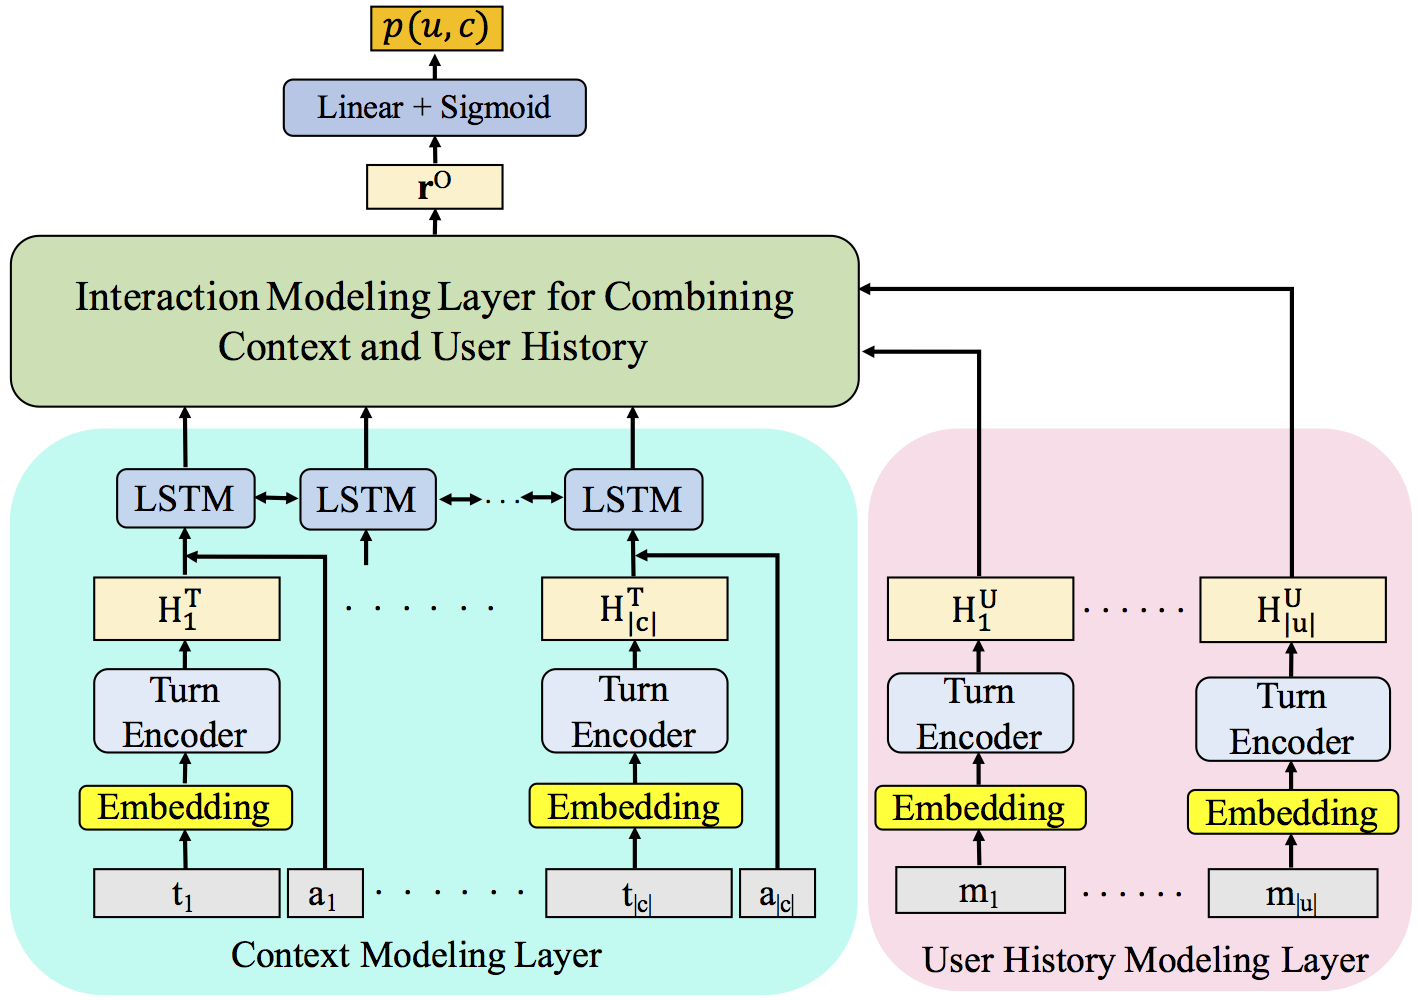 p(u, c)
Linear + Sigmoid
r^O
Interaction Modeling Layer for Combining
Context and User History
LSTM
LSTM
. . .
LSTM
H_1^T
. . . . . .
H_|c|^T
H_1^U
. . . . . .
H_|u|^U
Turn
Encoder
Turn
Encoder
Turn
Encoder
Turn
Encoder
Embedding
Embedding
Embedding
Embedding
t_1
a_1
. . . . . .
t_|c|
a_|c|
m_1
. . . . . .
m_|u|
Context Modeling Layer
User History Modeling Layer